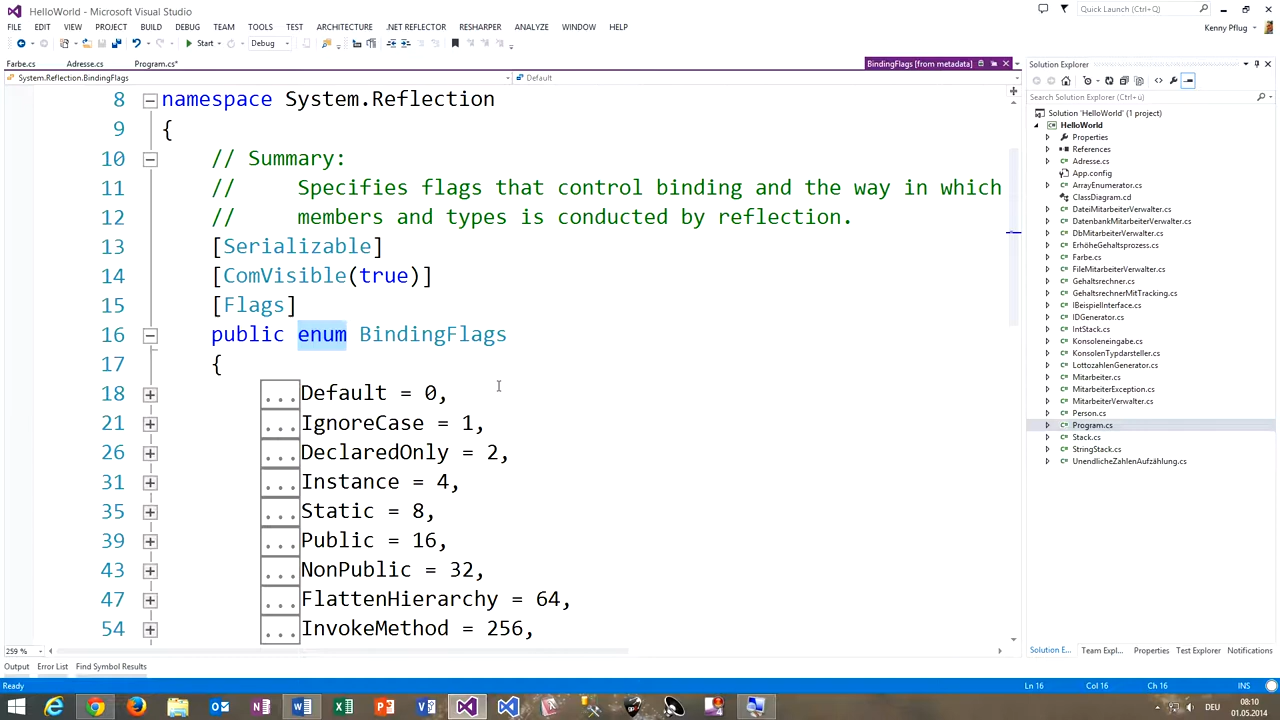 HelloWorld - Microsoft Visual Studio
Quick Launch (Ctrl+Q)
FILE EDIT VIEW PROJECT BUILD DEBUG TEAM TOOLS TEST ARCHITECTURE .NET REFLECTOR RESHARPER ANALYZE WINDOW HELP
Kenny Pflug
Start Debug
Farbe.cs Adresse.cs Program.cs* BindingFlags [from metadata]
System.Reflection.BindingFlags Default
8 namespace System.Reflection
9 {
10 // Summary:
11 // Specifies flags that control binding and the way in which
12 // members and types is conducted by reflection.
13 [Serializable]
14 [ComVisible(true)]
15 [Flags]
16 public enum BindingFlags
17 {
18 ...Default = 0,
21 ...IgnoreCase = 1,
26 ...DeclaredOnly = 2,
31 ...Instance = 4,
35 ...Static = 8,
39 ...Public = 16,
43 ...NonPublic = 32,
47 ...FlattenHierarchy = 64,
54 ...InvokeMethod = 256,
259 %
Solution Explorer
Search Solution Explorer (Ctrl+ü)
Solution 'HelloWorld' (1 project)
HelloWorld
Properties
References
Adresse.cs
App.config
ArrayEnumerator.cs
ClassDiagram.cd
DateiMitarbeiterVerwalter.cs
DatenbankMitarbeiterVerwalter.cs
DbMitarbeiterVerwalter.cs
ErhöheGehaltsprozess.cs
Farbe.cs
FileMitarbeiterVerwalter.cs
Gehaltsrechner.cs
GehaltsrechnerMitTracking.cs
IBeispielInterface.cs
IDGenerator.cs
IntStack.cs
Konsoleneingabe.cs
KonsolenTypdarsteller.cs
LottozahlenGenerator.cs
Mitarbeiter.cs
MitarbeiterException.cs
MitarbeiterVerwalter.cs
Person.cs
Program.cs
Stack.cs
StringStack.cs
UnendlicheZahlenAufzählung.cs
Solution E... Team Expl... Properties Test Explorer Notifications
Output Error List Find Symbol Results
Ready Ln 16 Col 16 Ch 16 INS
DEU 08:10
01.05.2014